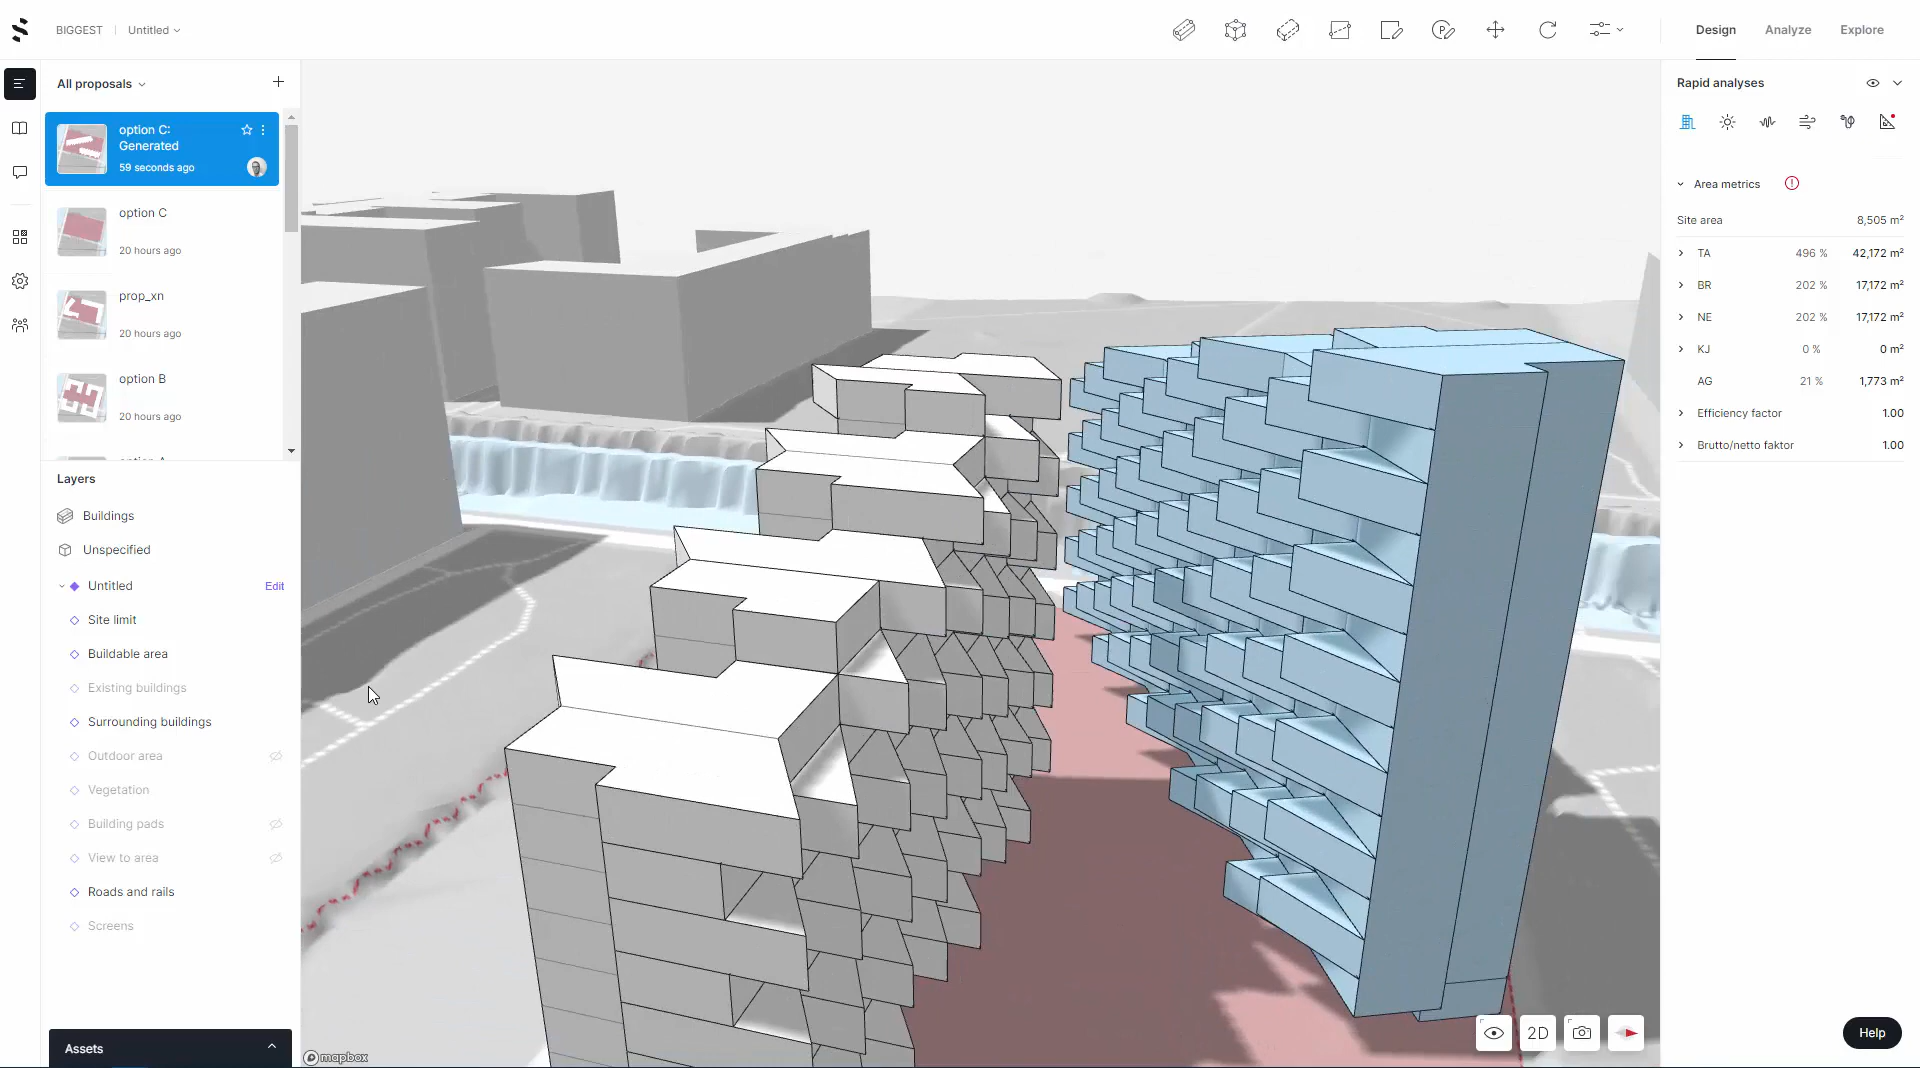 BIGGEST
Untitled
Design
Analyze
Explore
All proposals
option C:
Generated
59 seconds ago
option C
20 hours ago
prop_xn
20 hours ago
option B
20 hours ago
Layers
Buildings
Unspecified
Untitled
Edit
Site limit
Buildable area
Existing buildings
Surrounding buildings
Outdoor area
Vegetation
Building pads
View to area
Roads and rails
Screens
Assets
mapbox
2D
Rapid analyses
Area metrics
Site area 8,505 m²
TA 496 % 42,172 m²
BR 202 % 17,172 m²
NE 202 % 17,172 m²
KJ 0 % 0 m²
AG 21 % 1,773 m²
Efficiency factor 1.00
Brutto/netto faktor 1.00
Help